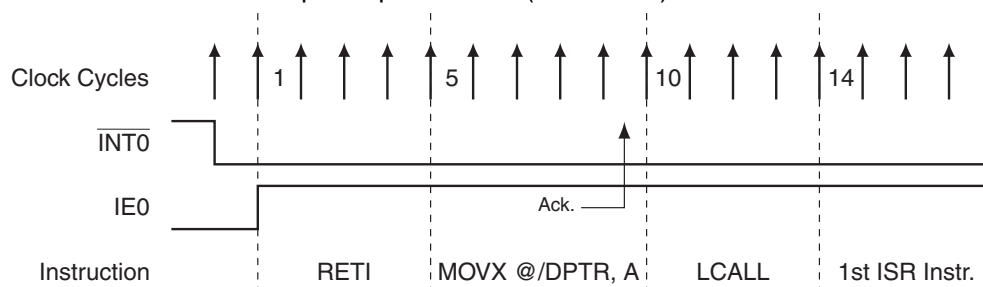 Clock Cycles 1 5 10 14
INT0
IE0
Ack.
Instruction RETI MOVX @/DPTR, A LCALL 1st ISR Instr.